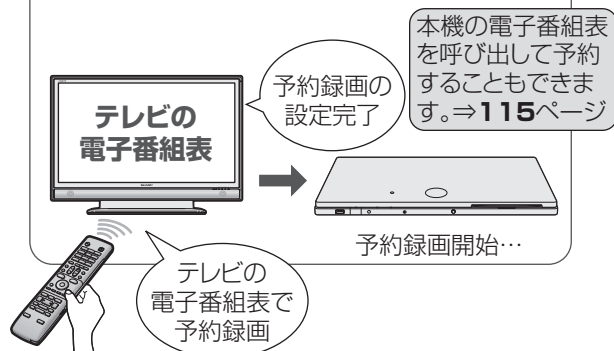 本機の電子番組表
を呼び出して予約
することもできま
す。⇒115ページ
予約録画の
設定完了
テレビの
電子番組表
予約録画開始…
テレビの
電子番組表で
予約録画